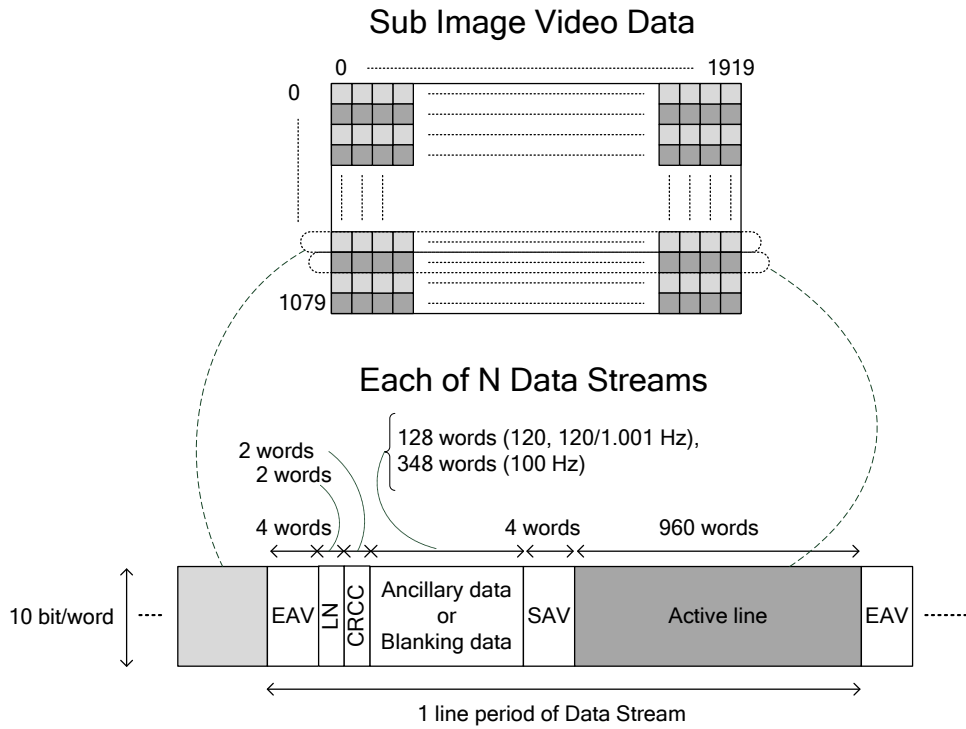 Sub Image Video Data
0
1919
0
1079
Each of N Data Streams
128 words (120, 120/1.001 Hz),
348 words (100 Hz)
2 words
2 words
4 words
4 words
960 words
10 bit/word
EAV
LN
CRCC
Ancillary data
or
Blanking data
SAV
Active line
EAV
1 line period of Data Stream